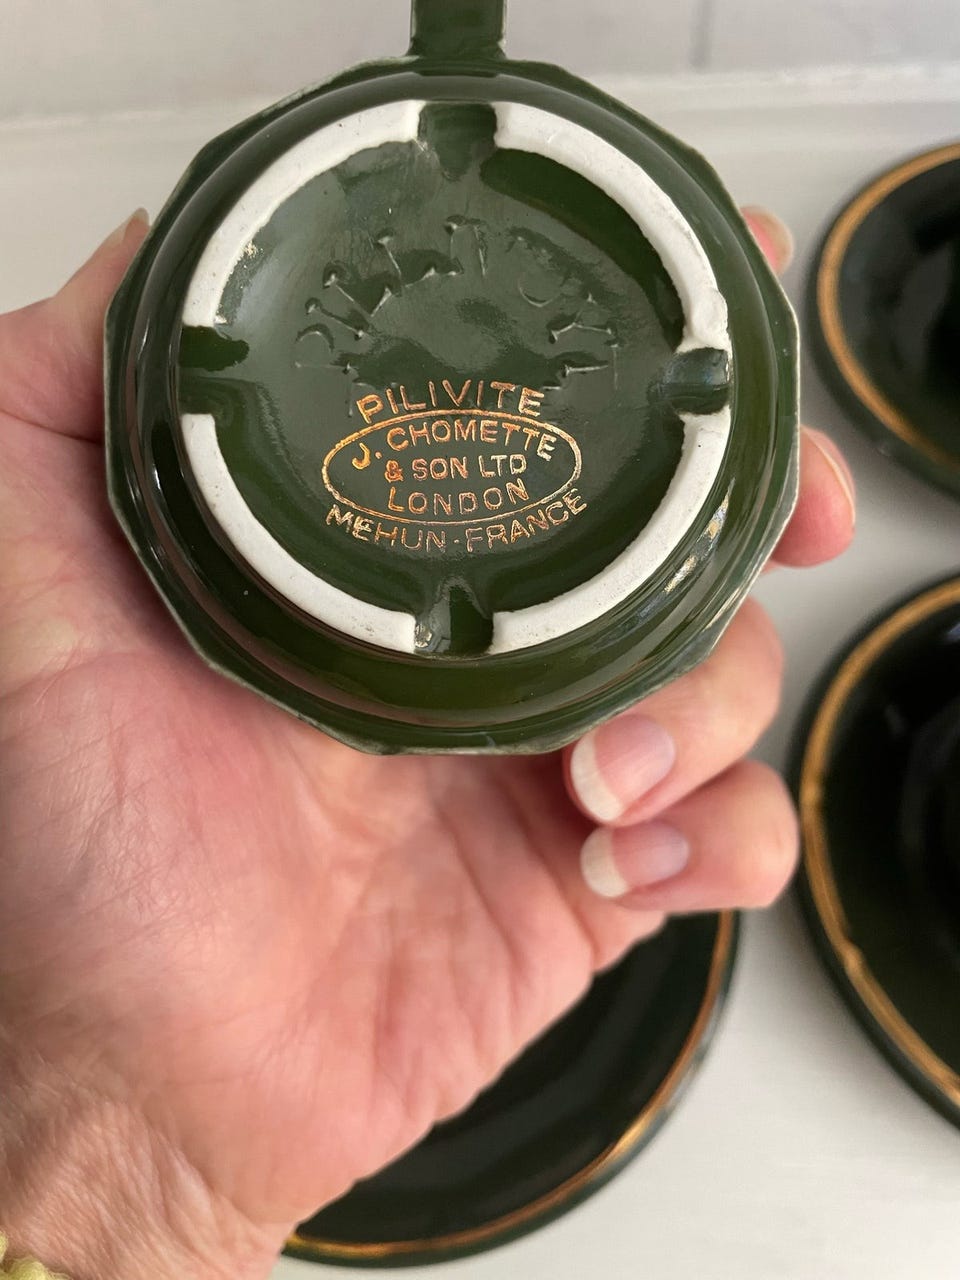 PILIVITE
J. CHOMETTE
& SON LTD
LONDON
MEHUN·FRANCE